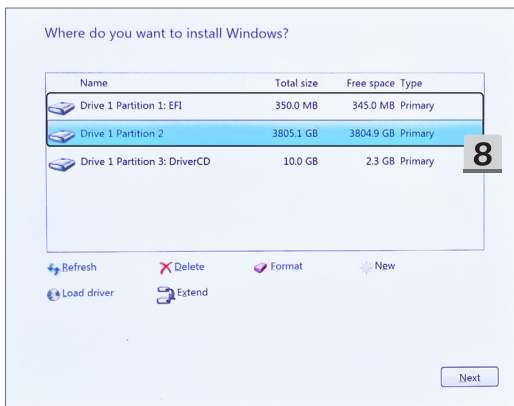 Where do you want to install Windows?
Name Total size Free space Type
Drive 1 Partition 1: EFI 350.0 MB 345.0 MB Primary
Drive 1 Partition 2 3805.1 GB 3804.9 GB Primary
Drive 1 Partition 3: DriverCD 10.0 GB 2.3 GB Primary
8
Refresh Delete Format New
Load driver Extend
Next